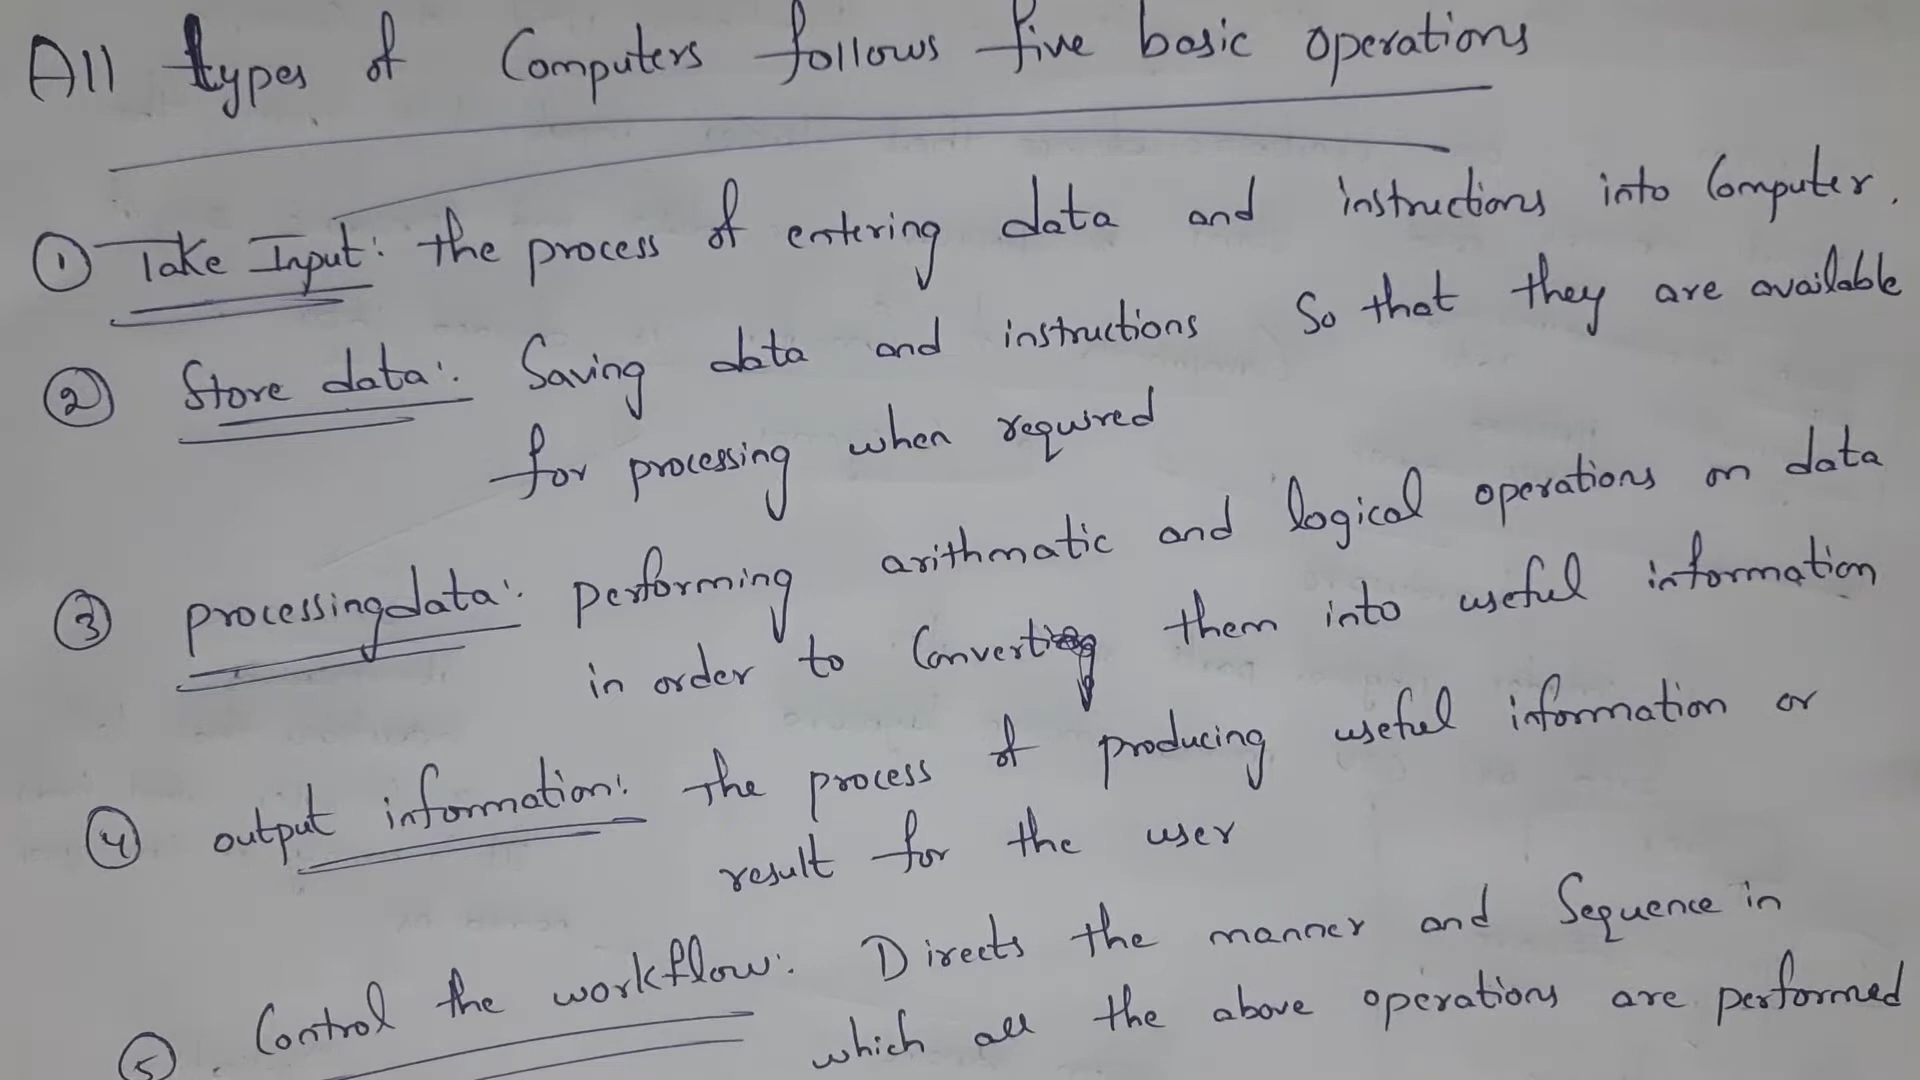 All types of Computers follows five basic operations
① Take Input: the process of entering data and instructions into Computer.
② Store data: Saving data and instructions So that they are available
for processing when required
③ processingdata: performing arithmatic and logical operations on data
in order to Converting them into useful information
④ output information: the process of producing useful information or
result for the user
⑤. Control the workflow: Directs the manner and Sequence in
which all the above operations are performed